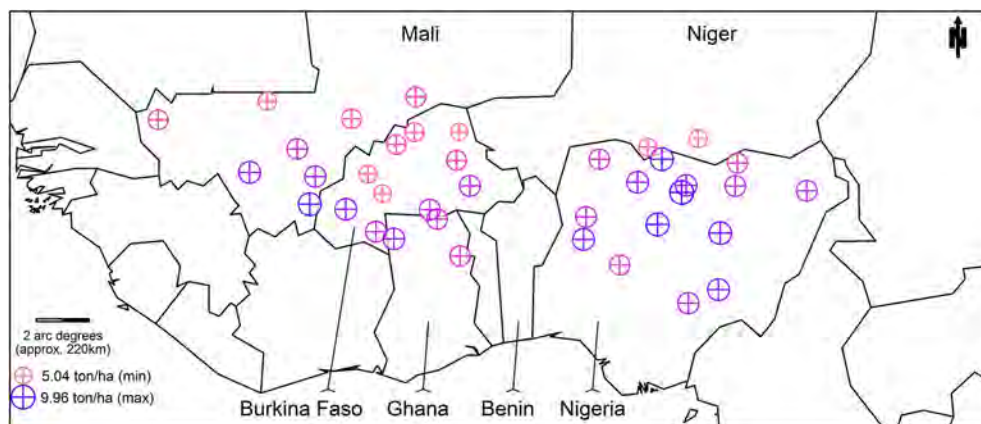 Mali
Niger
N
2 arc degrees
(approx. 220km)
5.04 ton/ha (min)
9.96 ton/ha (max)
Burkina Faso
Ghana
Benin
Nigeria